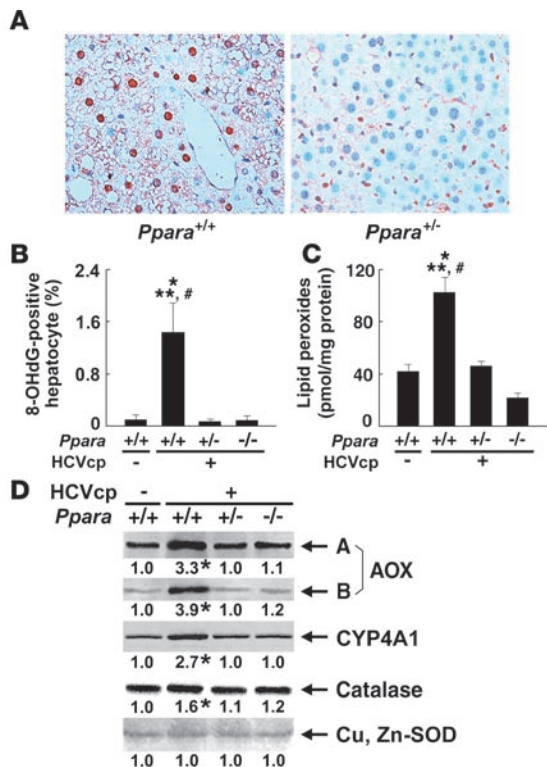 A
Ppara+/+ Ppara+/-
B
8-OHdG-positive
hepatocyte (%)
2.4
1.6
0.8
0
*
**, #
Ppara +/+ +/+ +/- -/-
HCVcp - +
C
Lipid peroxides
(pmol/mg protein)
120
80
40
0
*
**, #
Ppara +/+ +/+ +/- -/-
HCVcp - +
D
HCVcp - +
Ppara +/+ +/+ +/- -/-
A
1.0 3.3* 1.0 1.1
AOX
B
1.0 3.9* 1.0 1.2
CYP4A1
1.0 2.7* 1.0 1.0
Catalase
1.0 1.6* 1.1 1.2
Cu, Zn-SOD
1.0 1.0 1.0 1.0